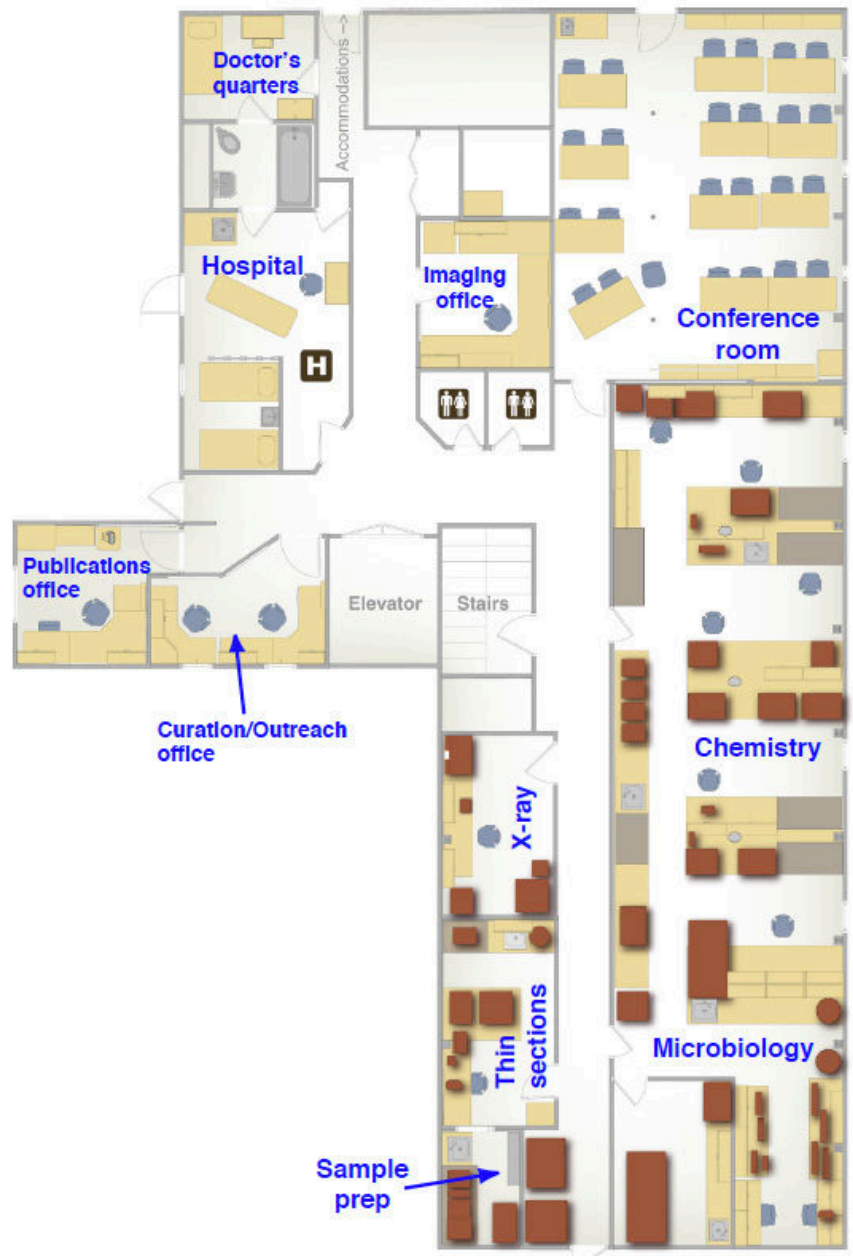 Doctor's
quarters
Accommodations -->
Hospital
Imaging
office
Conference
room
H
Publications
office
Elevator
Stairs
Curation/Outreach
office
Chemistry
X-ray
Thin
sections
Microbiology
Sample
prep